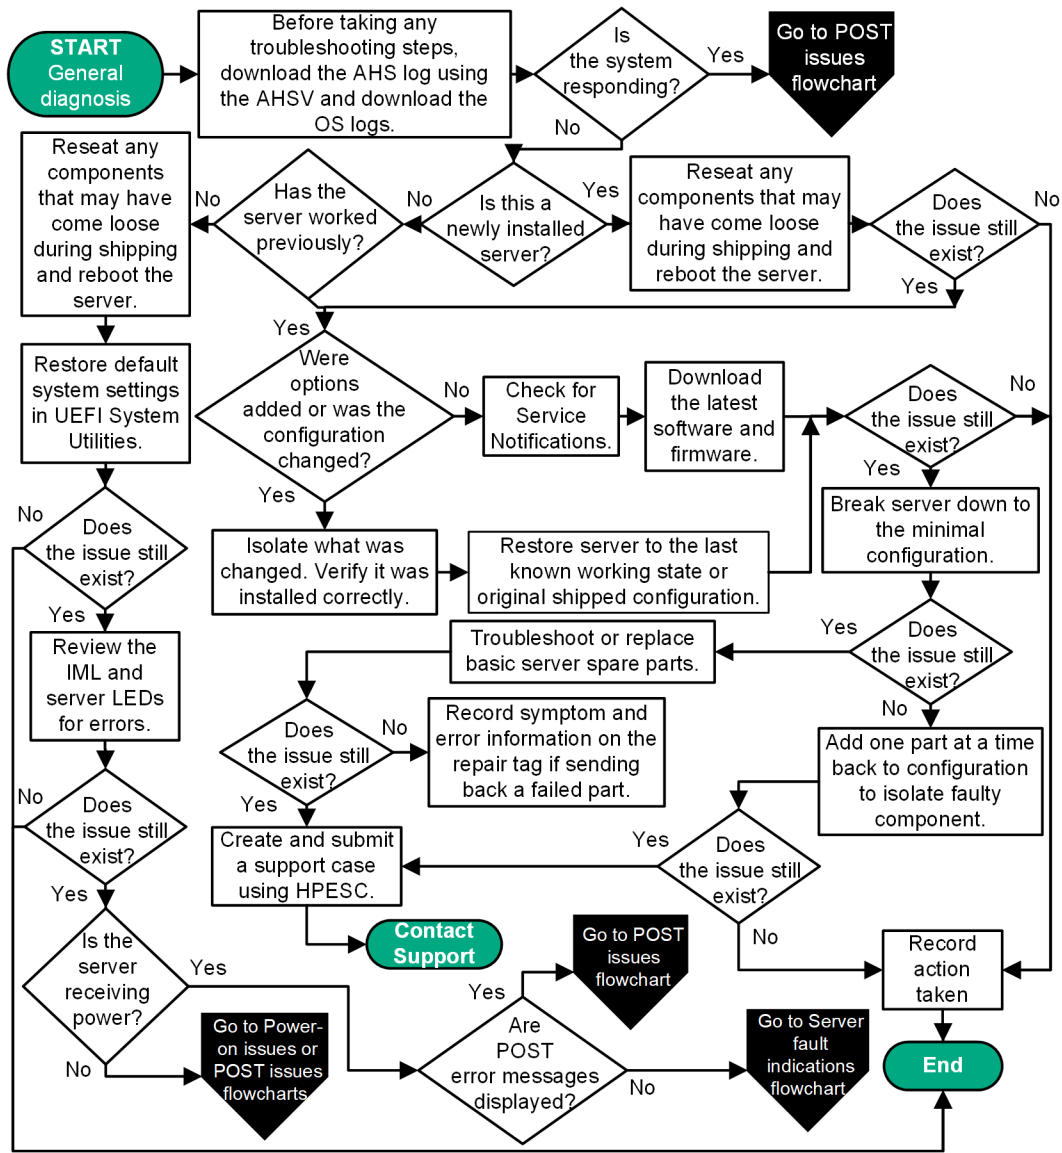 START
General
diagnosis
Before taking any
troubleshooting steps,
download the AHS log using
the AHSV and download the
OS logs.
Is
the system
responding?
Yes
Go to POST
issues
flowchart
No
Reseat any
components
that may have
come loose
during shipping
and reboot the
server.
No
Has the
server worked
previously?
No
Is this a
newly installed
server?
Yes
Reseat any
components that may
have come loose
during shipping and
reboot the server.
Does
the issue still
exist?
No
Yes
Yes
Restore default
system settings
in UEFI System
Utilities.
Were
options
added or was the
configuration
changed?
No
Check for
Service
Notifications.
Download
the latest
software and
firmware.
Does
the issue still
exist?
No
Yes
Yes
No
Does
the issue still
exist?
Isolate what was
changed. Verify it was
installed correctly.
Restore server to the last
known working state or
original shipped configuration.
Break server down to
the minimal
configuration.
Yes
Review the
IML and
server LEDs
for errors.
Troubleshoot or replace
basic server spare parts.
Yes
Does
the issue still
exist?
No
Does
the issue still
exist?
No
Record symptom and
error information on the
repair tag if sending
back a failed part.
Add one part at a time
back to configuration
to isolate faulty
component.
No
Does
the issue still
exist?
Yes
Yes
Create and submit
a support case
using HPESC.
Yes
Does
the issue still
exist?
Contact
Support
No
Is the
server
receiving
power?
Yes
Go to POST
issues
flowchart
Record
action
taken
Yes
No
Go to Power-
on issues or
POST issues
flowcharts
Are
POST
error messages
displayed?
No
Go to Server
fault
indications
flowchart
End